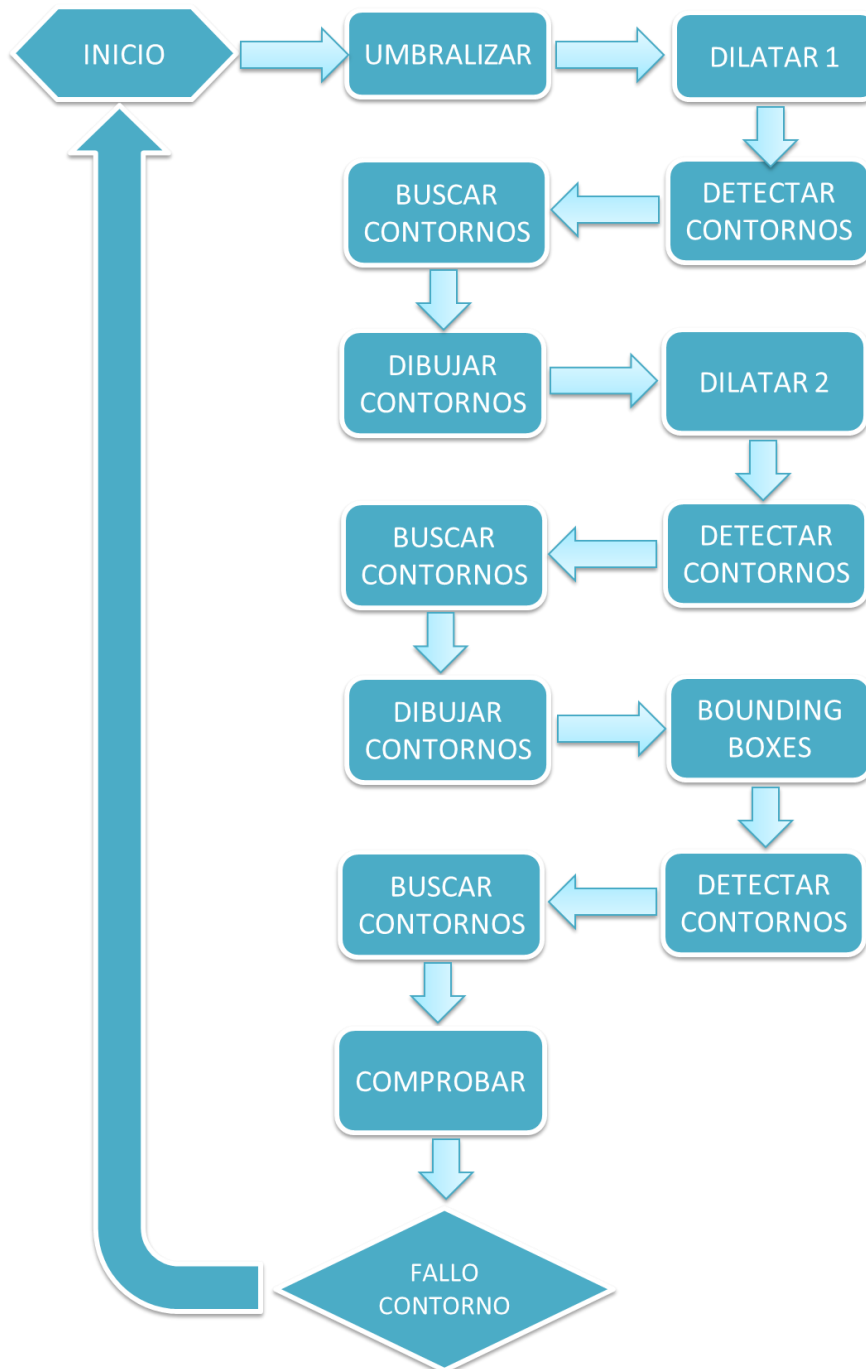 INICIO
UMBRALIZAR
DILATAR 1
DETECTAR
CONTORNOS
BUSCAR
CONTORNOS
DIBUJAR
CONTORNOS
DILATAR 2
DETECTAR
CONTORNOS
BUSCAR
CONTORNOS
DIBUJAR
CONTORNOS
BOUNDING
BOXES
DETECTAR
CONTORNOS
BUSCAR
CONTORNOS
COMPROBAR
FALLO
CONTORNO